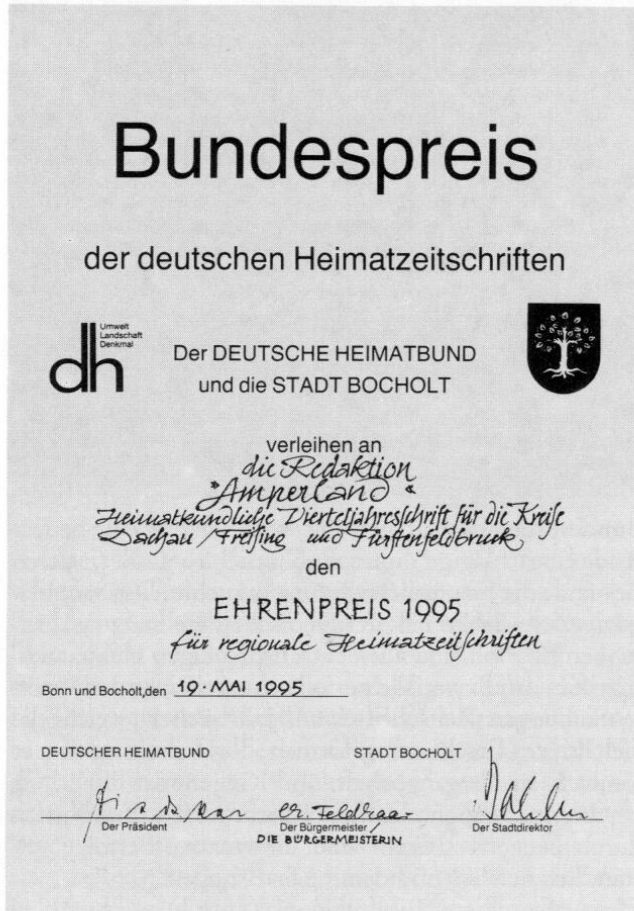 Bundespreis
der deutschen Heimatzeitschriften
Umwelt
Landschaft
Denkmal
dh
Der DEUTSCHE HEIMATBUND
und die STADT BOCHOLT
verleihen an
die Redaktion
"Amperland"
Heimatkundliche Vierteljahresschrift für die Kreise
Dachau, Freising und Fürstenfeldbruck
den
EHRENPREIS 1995
für regionale Heimatzeitschriften
Bonn und Bocholt, den 19. MAI 1995
DEUTSCHER HEIMATBUND STADT BOCHOLT
Der Präsident Der Bürgermeister Der Stadtdirektor
DIE BÜRGERMEISTERIN